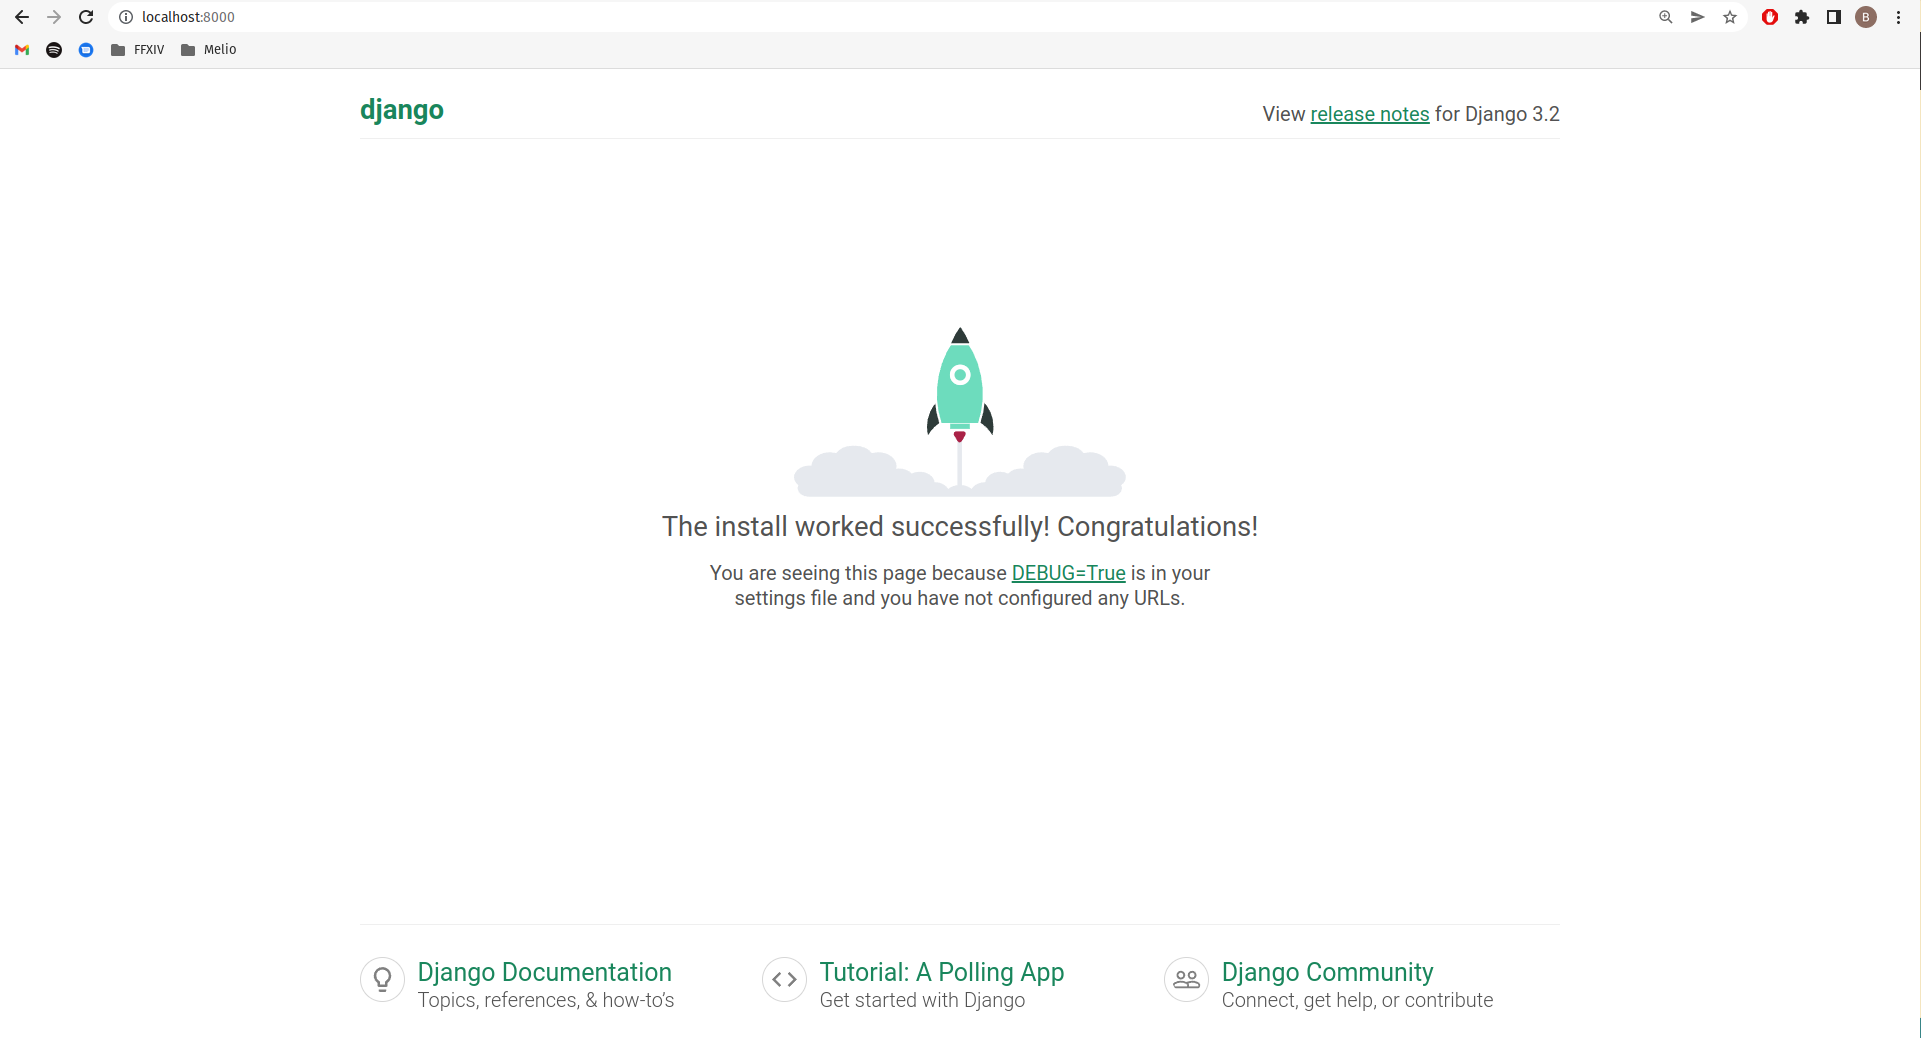 localhost:8000
B
FFXIV
Melio
django
View release notes for Django 3.2
The install worked successfully! Congratulations!
You are seeing this page because DEBUG=True is in your
settings file and you have not configured any URLs.
Django Documentation
Topics, references, & how-to’s
Tutorial: A Polling App
Get started with Django
Django Community
Connect, get help, or contribute